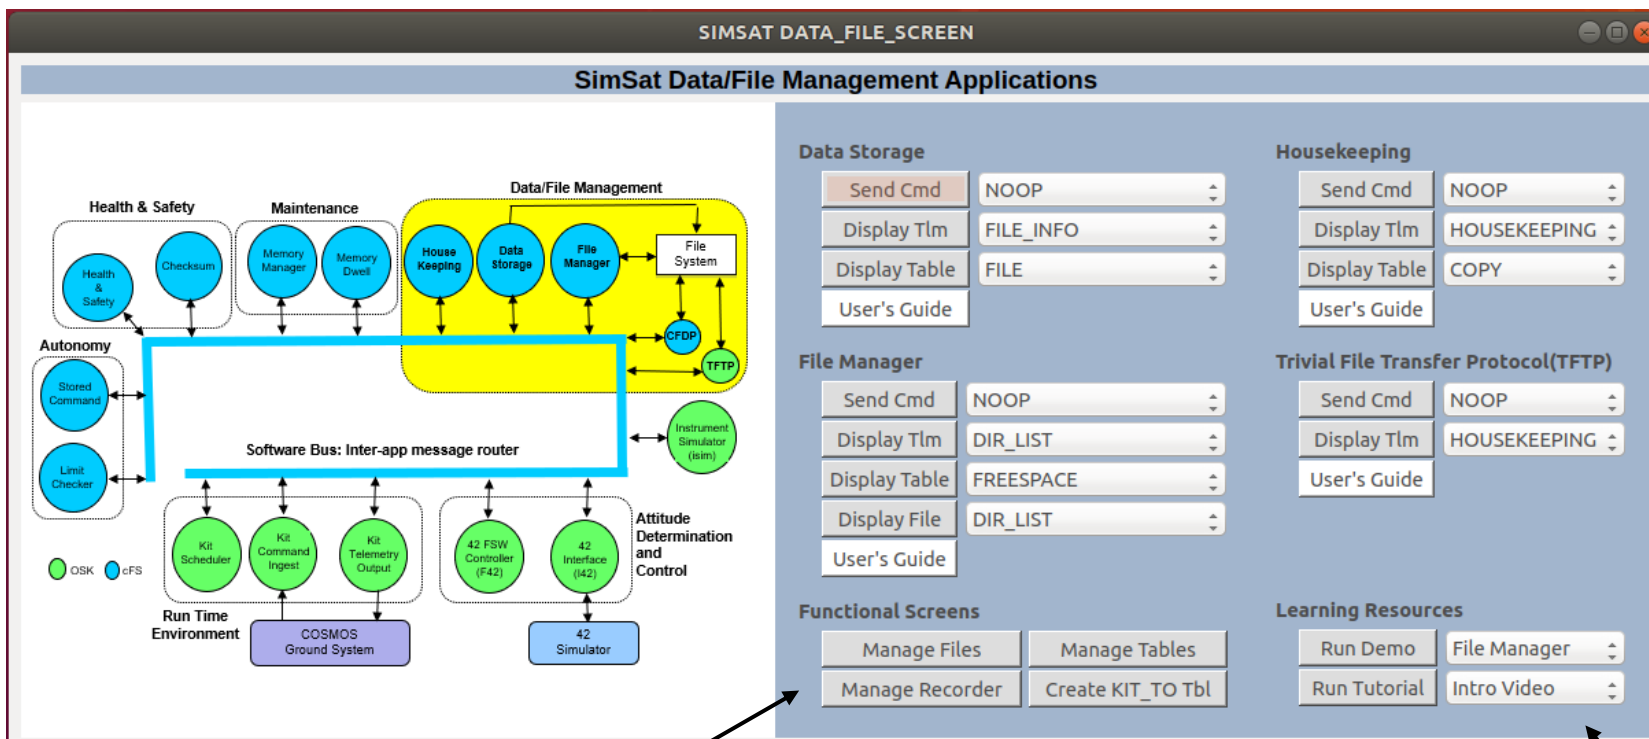 SIMSAT DATA_FILE_SCREEN
SimSat Data/File Management Applications
Health & Safety
Health
&
Safety
Checksum
Maintenance
Memory
Manager
Memory
Dwell
Data/File Management
House
Keeping
Data
Storage
File
Manager
File
System
CFDP
TFTP
Autonomy
Stored
Command
Limit
Checker
Software Bus: Inter-app message router
Instrument
Simulator
(isim)
Kit
Scheduler
Kit
Command
Ingest
Kit
Telemetry
Output
42 FSW
Controller
(F42)
42
Interface
(I42)
Attitude
Determination
and
Control
OSK
cFS
Run Time
Environment
COSMOS
Ground System
42
Simulator
Data Storage
Send Cmd NOOP
Display Tlm FILE_INFO
Display Table FILE
User's Guide
Housekeeping
Send Cmd NOOP
Display Tlm HOUSEKEEPING
Display Table COPY
User's Guide
File Manager
Send Cmd NOOP
Display Tlm DIR_LIST
Display Table FREESPACE
Display File DIR_LIST
User's Guide
Trivial File Transfer Protocol(TFTP)
Send Cmd NOOP
Display Tlm HOUSEKEEPING
User's Guide
Functional Screens
Manage Files Manage Tables
Manage Recorder Create KIT_TO Tbl
Learning Resources
Run Demo File Manager
Run Tutorial Intro Video